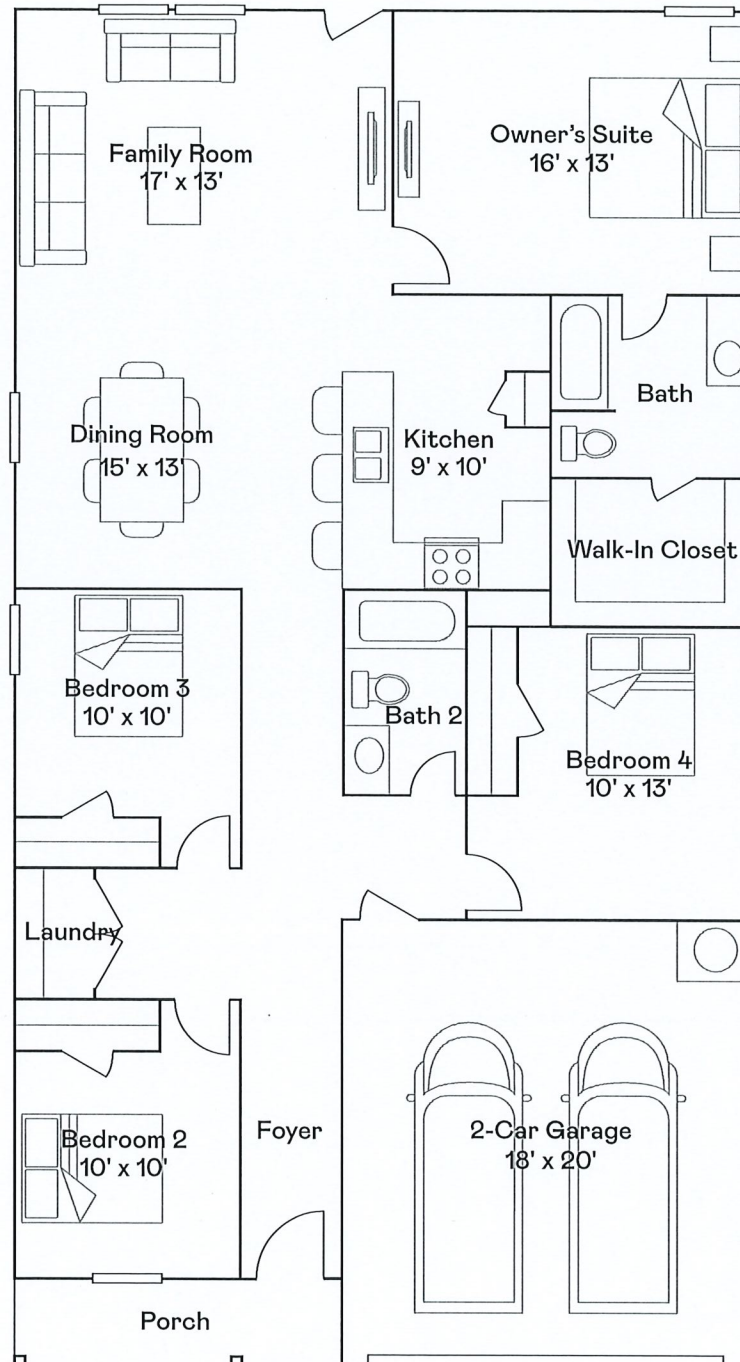 Family Room
17' x 13'
Owner's Suite
16' x 13'
Bath
Dining Room
15' x 13'
Kitchen
9' x 10'
Walk-In Closet
Bedroom 3
10' x 10'
Bath 2
Bedroom 4
10' x 13'
Laundry
Bedroom 2
10' x 10'
Foyer
2-Car Garage
18' x 20'
Porch